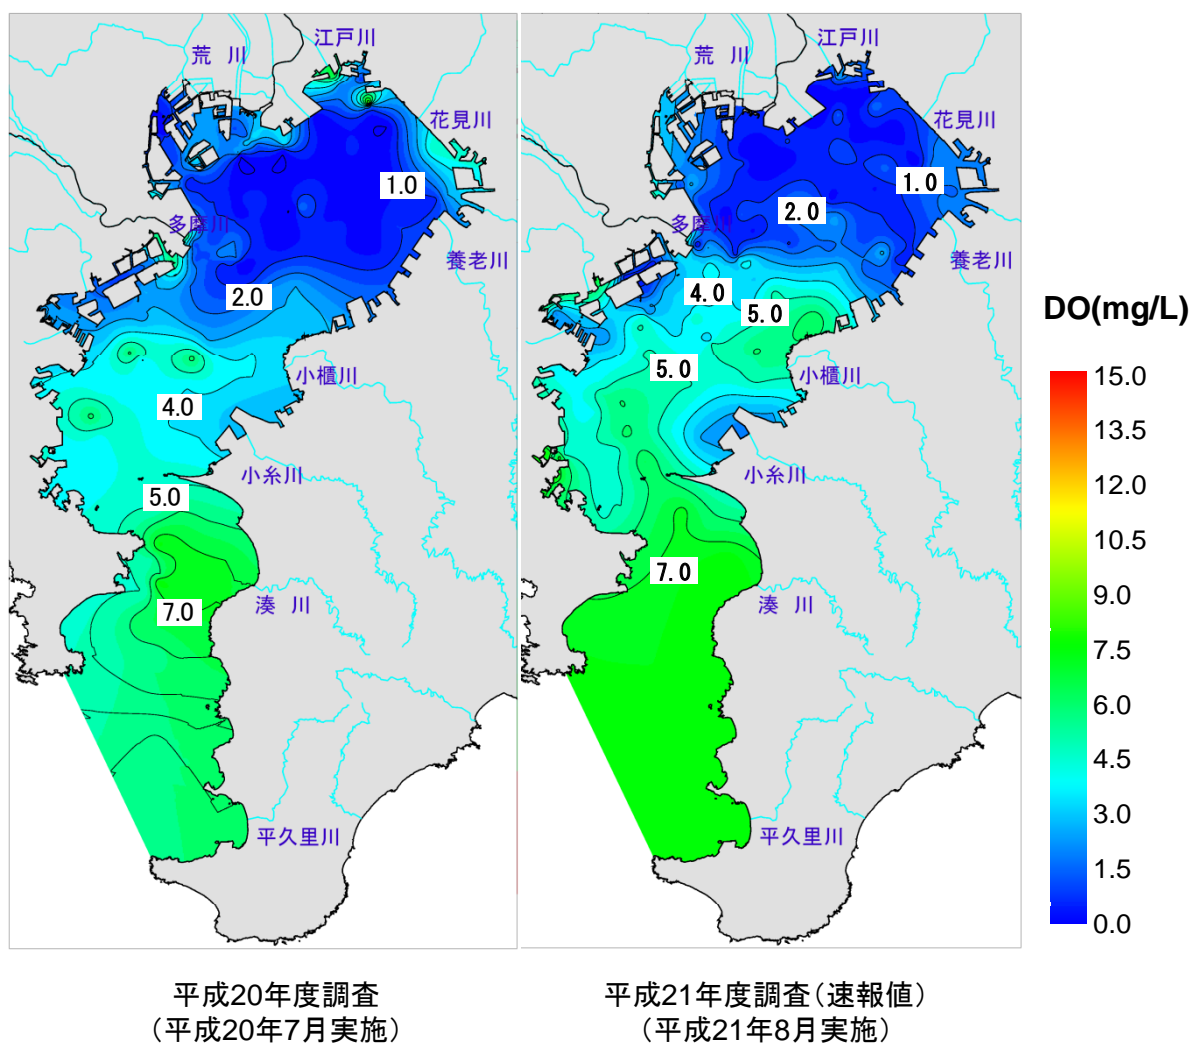 荒 川
江戸川
花見川
1.0
多摩川
養老川
2.0
小櫃川
4.0
小糸川
5.0
湊 川
7.0
平久里川
平成20年度調査
（平成20年7月実施）
荒 川
江戸川
花見川
1.0
2.0
多摩川
養老川
4.0
5.0
5.0
小櫃川
小糸川
7.0
湊 川
平久里川
平成21年度調査（速報値）
（平成21年8月実施）
DO(mg/L)
15.0
13.5
12.0
10.5
9.0
7.5
6.0
4.5
3.0
1.5
0.0